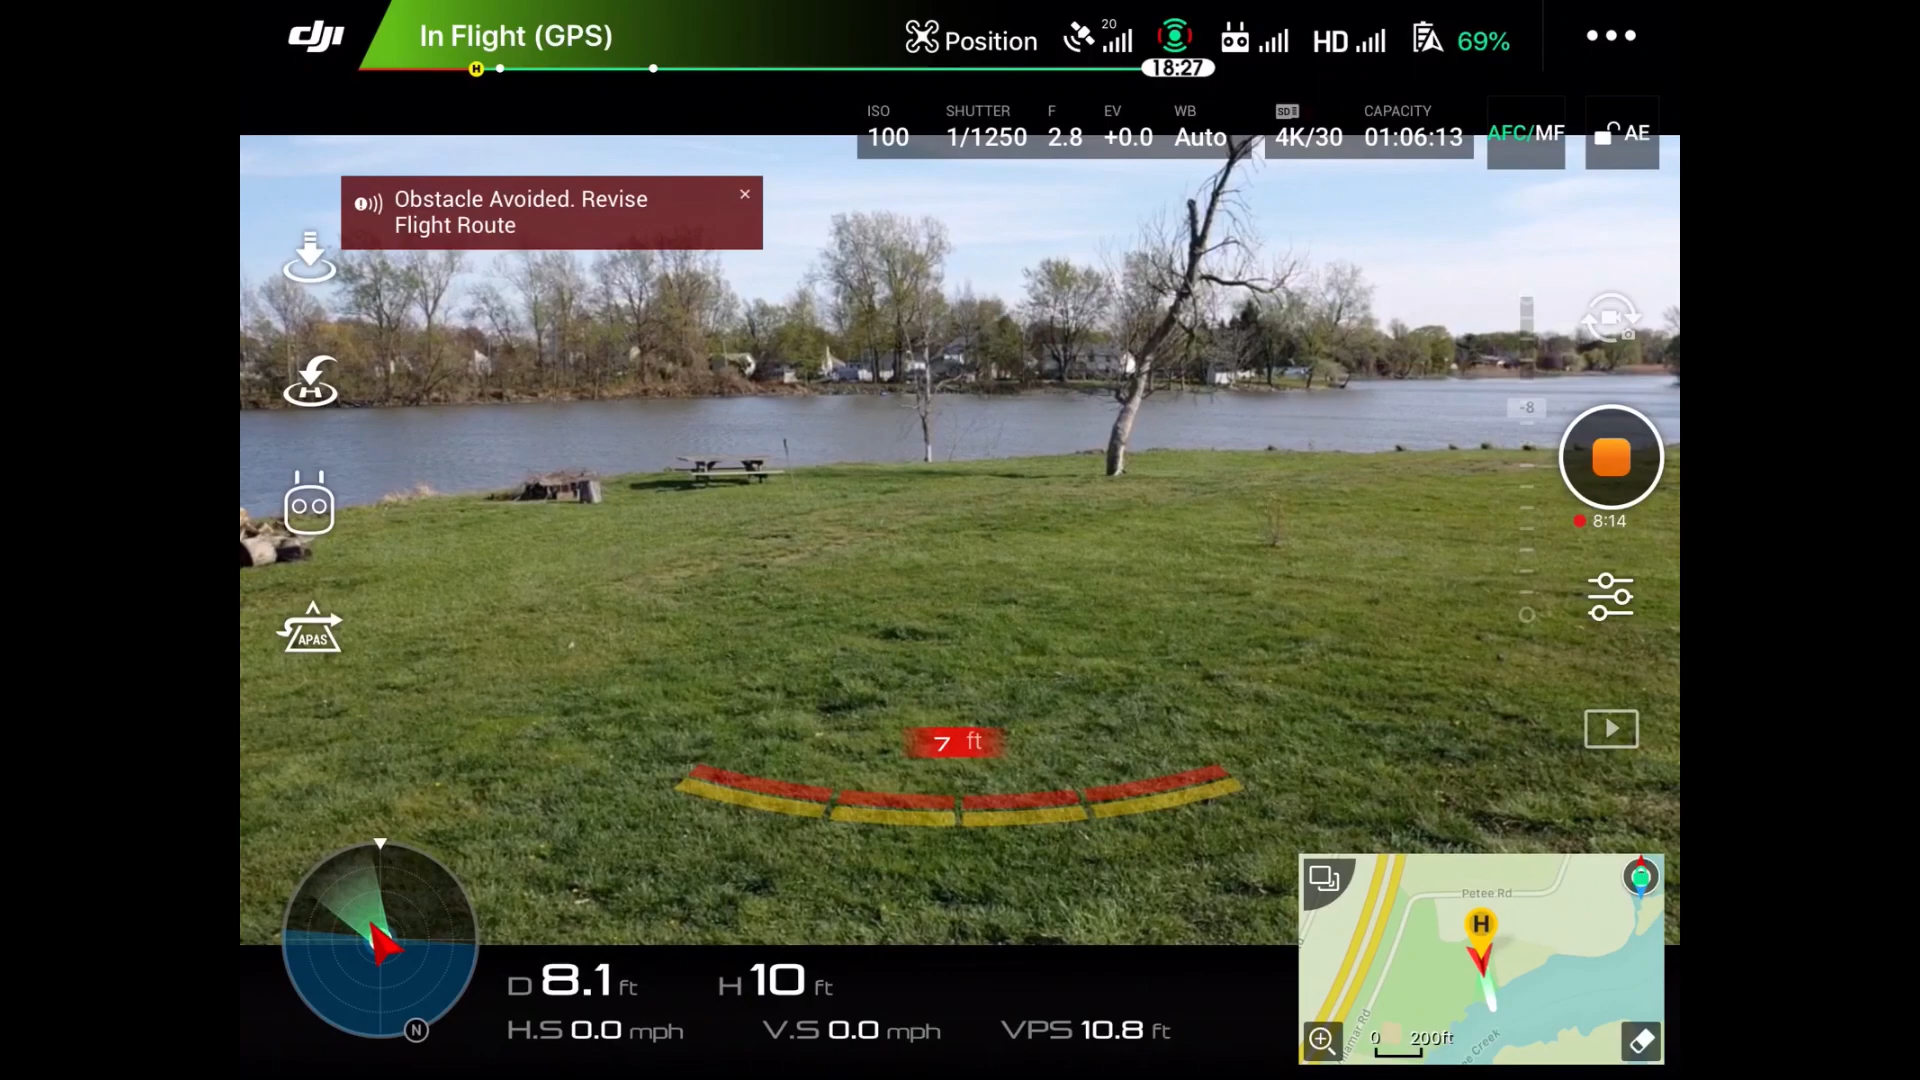 dji
In Flight (GPS)
Position
20
HD
69%
H
18:27
ISO
100
SHUTTER
1/1250
F
2.8
EV
+0.0
WB
Auto
SD
4K/30
CAPACITY
01:06:13
AFC/MF
AE
Obstacle Avoided. Revise
Flight Route
H
-8
8:14
APAS
7 ft
N
D 8.1 ft
H 10 ft
H.S 0.0 mph
V.S 0.0 mph
VPS 10.8 ft
Petee Rd
H
0 200ft
Creek